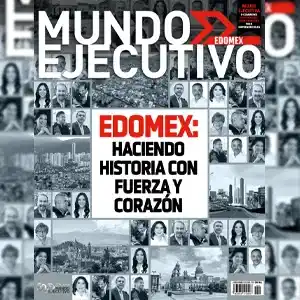 MUNDO
EDOMEX
EJECUTIVO
EDOMEX:
HACIENDO
HISTORIA CON
FUERZA Y
CORAZÓN